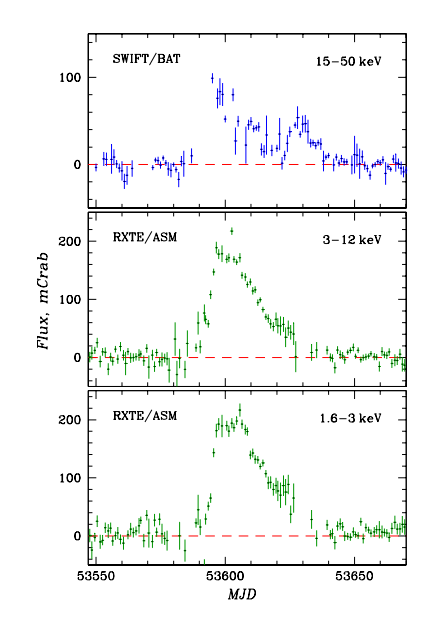 SWIFT/BAT 15−50 keV
100
0
RXTE/ASM 3−12 keV
200
100
0
Flux, mCrab
RXTE/ASM 1.6−3 keV
200
100
0
53550 53600 53650
MJD